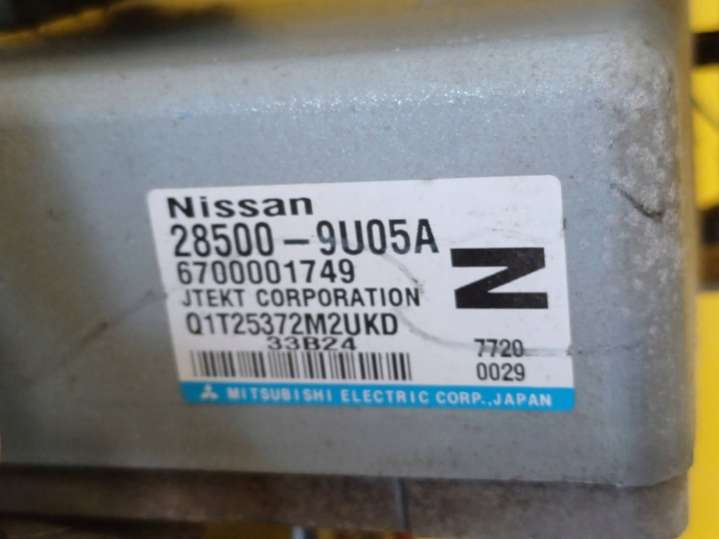 Nissan
28500-9U05A
6700001749
JTEKT CORPORATION
Q1T25372M2UKD
33B24
N
7720
0029
MITSUBISHI ELECTRIC CORP.,JAPAN